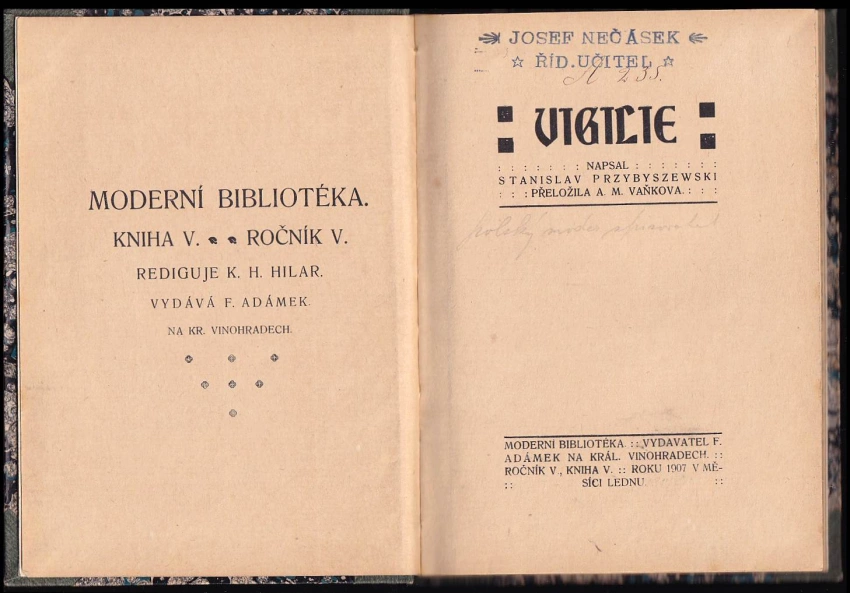 MODERNÍ BIBLIOTÉKA.
KNIHA V. ROČNÍK V.
REDIGUJE K. H. HILAR.
VYDÁVÁ F. ADÁMEK.
NA KR. VINOHRADECH.
JOSEF NEČÁSEK
☆ ŘÍD.UČITEL ☆
A 235.
VIGILIE
: : : : : : : NAPSAL : : : : : : :
STANISLAV PRZYBYSZEWSKI
: : : PŘELOŽILA A. M. VAŇKOVA. : : :
MODERNÍ BIBLIOTÉKA. :: VYDAVATEL F.
ADÁMEK NA KRÁL. VINOHRADECH. ::
ROČNÍK V., KNIHA V. :: ROKU 1907 V MĚ-
:: SÍCI LEDNU. ::